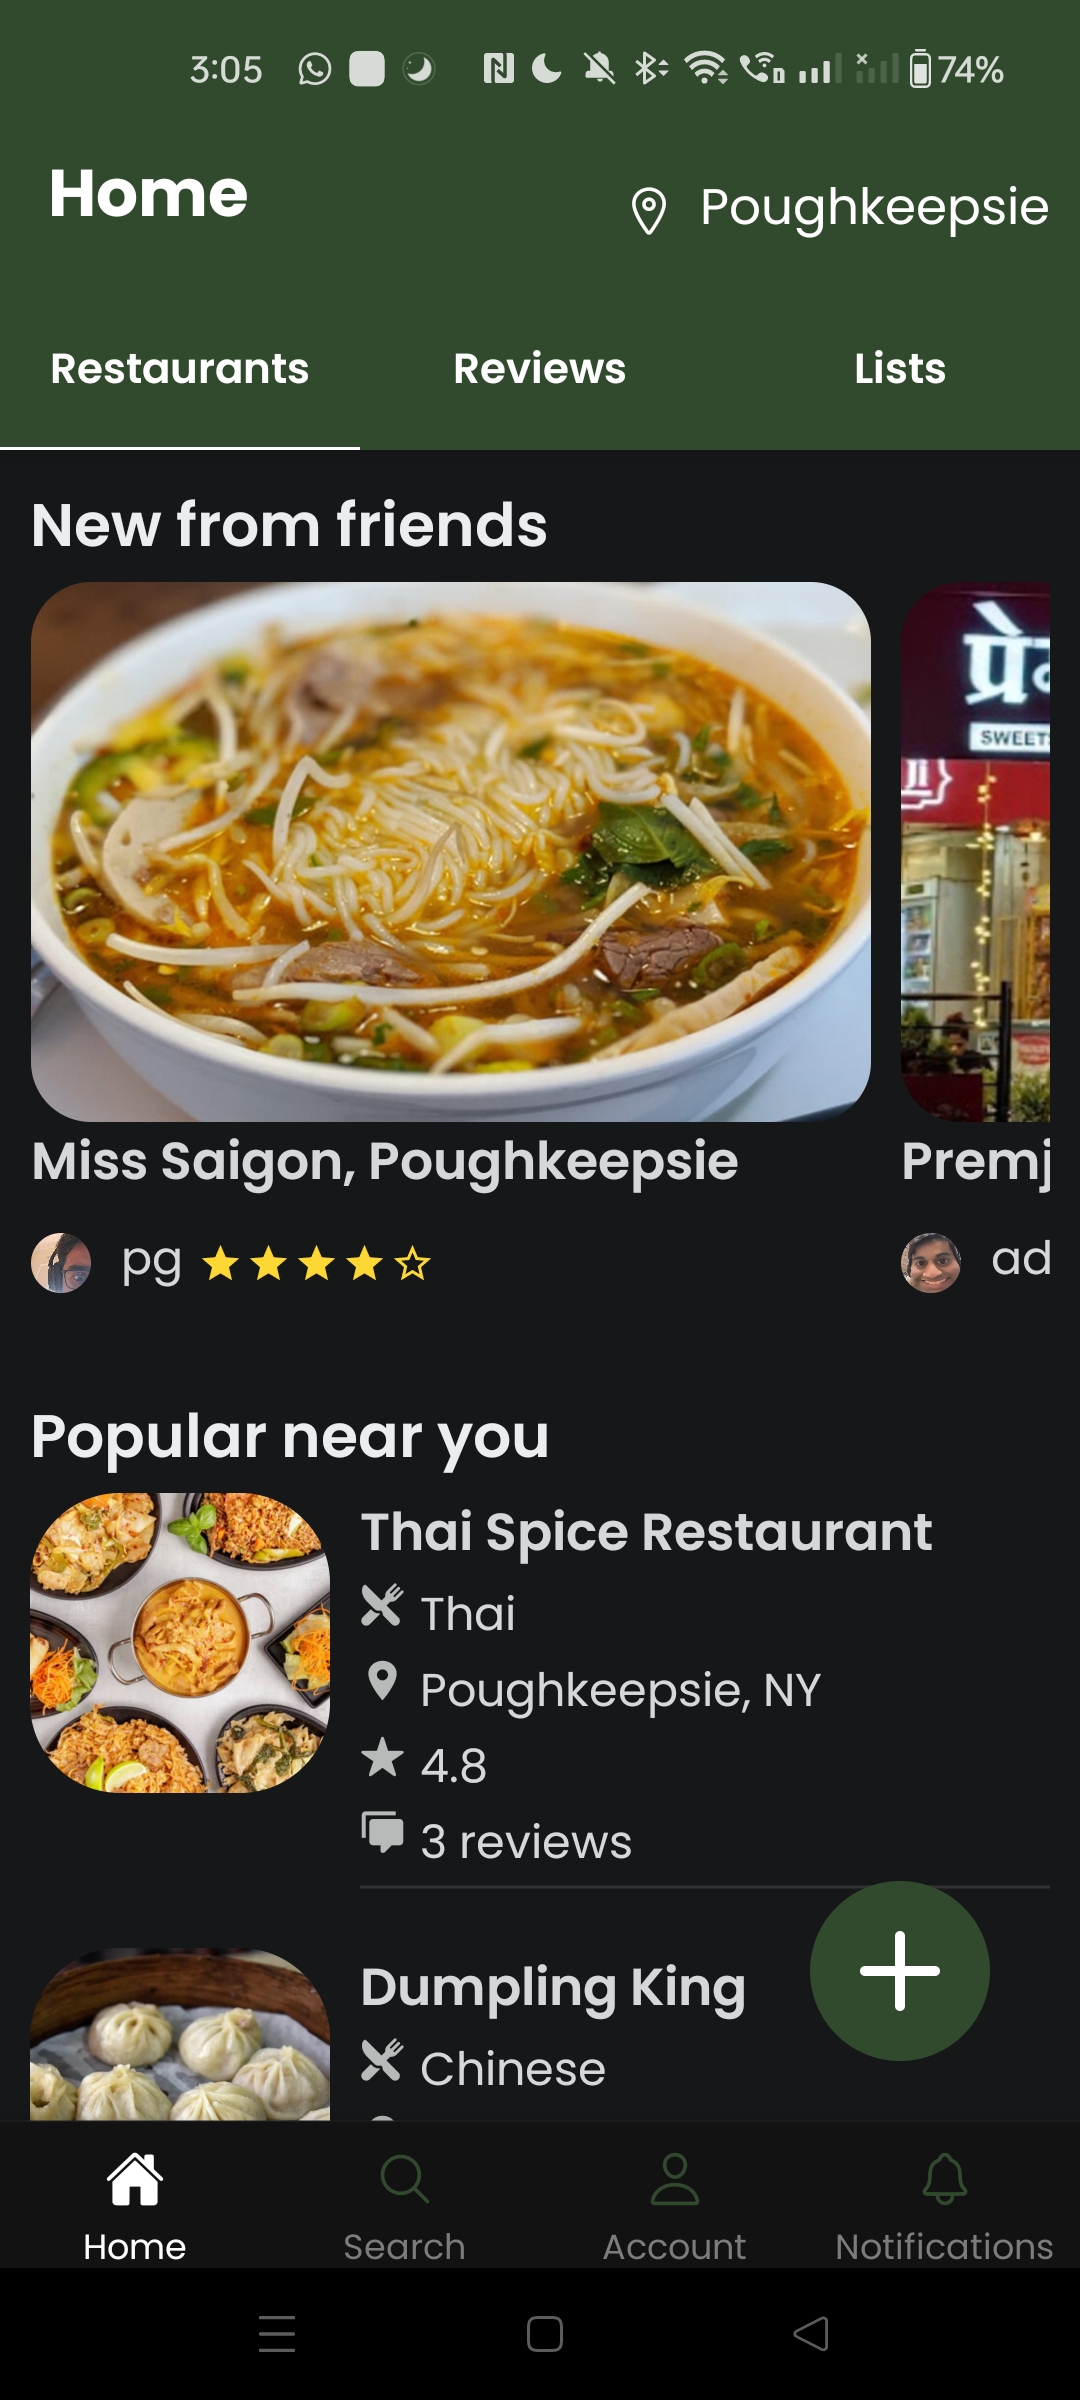 3:05 74%
Home
Poughkeepsie
Restaurants Reviews Lists
New from friends
SWEETS
Miss Saigon, Poughkeepsie
Premj
pg
ad
Popular near you
Thai Spice Restaurant
Thai
Poughkeepsie, NY
4.8
3 reviews
Dumpling King
Chinese
Home Search Account Notifications